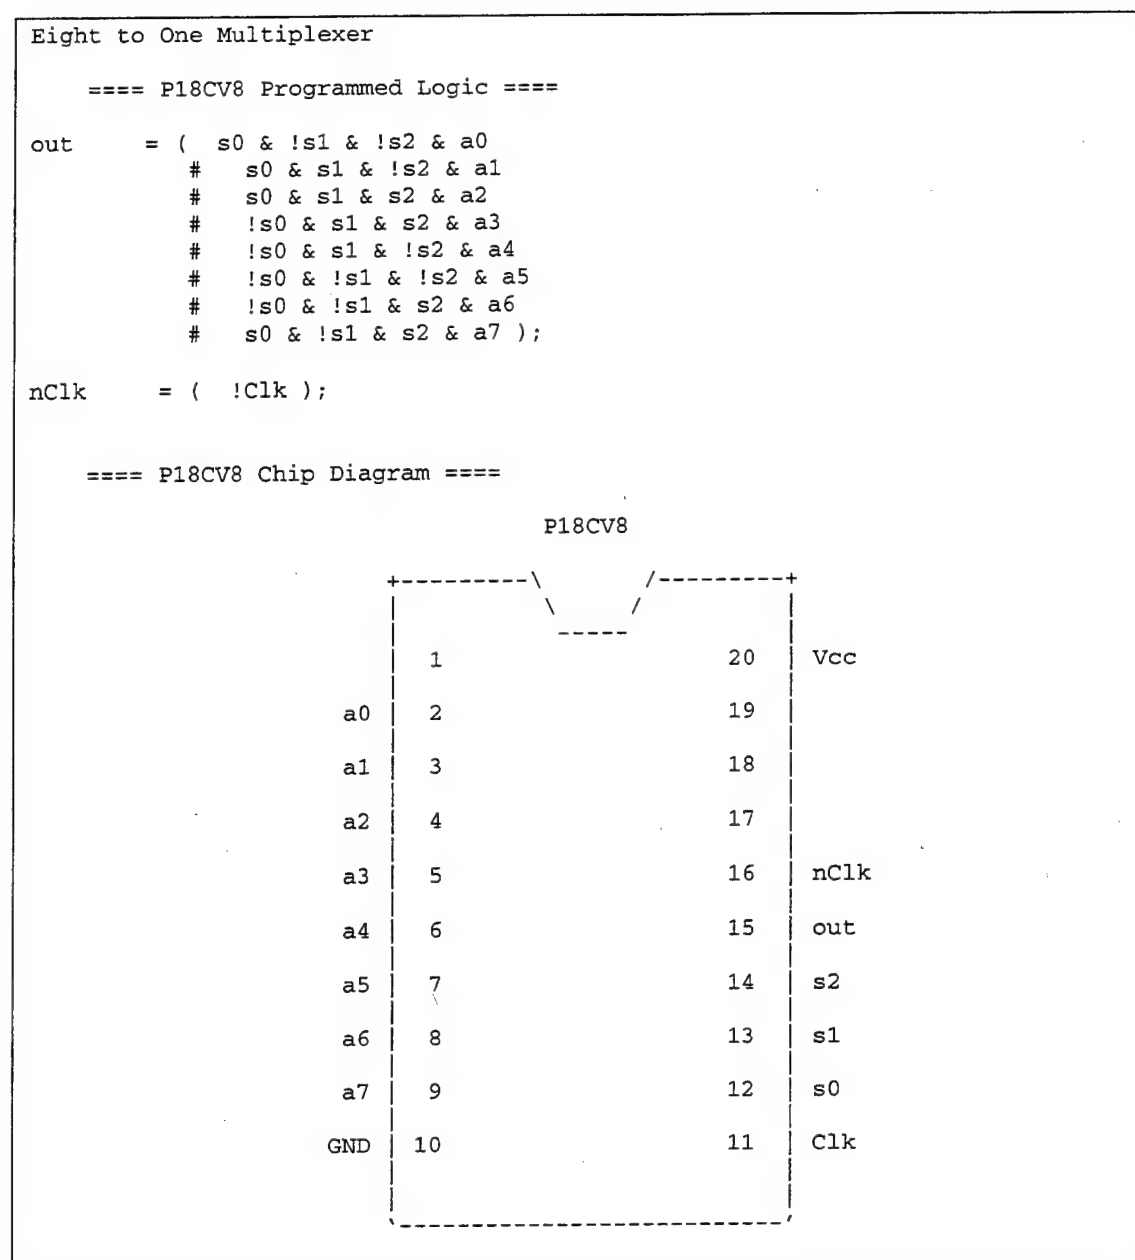 Eight to One Multiplexer
==== P18CV8 Programmed Logic ====
out = ( s0 & !s1 & !s2 & a0
# s0 & s1 & !s2 & a1
# s0 & s1 & s2 & a2
# !s0 & s1 & s2 & a3
# !s0 & s1 & !s2 & a4
# !s0 & !s1 & !s2 & a5
# !s0 & !s1 & s2 & a6
# s0 & !s1 & s2 & a7 );
nClk = ( !Clk );
==== P18CV8 Chip Diagram ====
P18CV8
1 20 Vcc
a0 2 19
a1 3 18
a2 4 17
a3 5 16 nClk
a4 6 15 out
a5 7 14 s2
a6 8 13 s1
a7 9 12 s0
GND 10 11 Clk